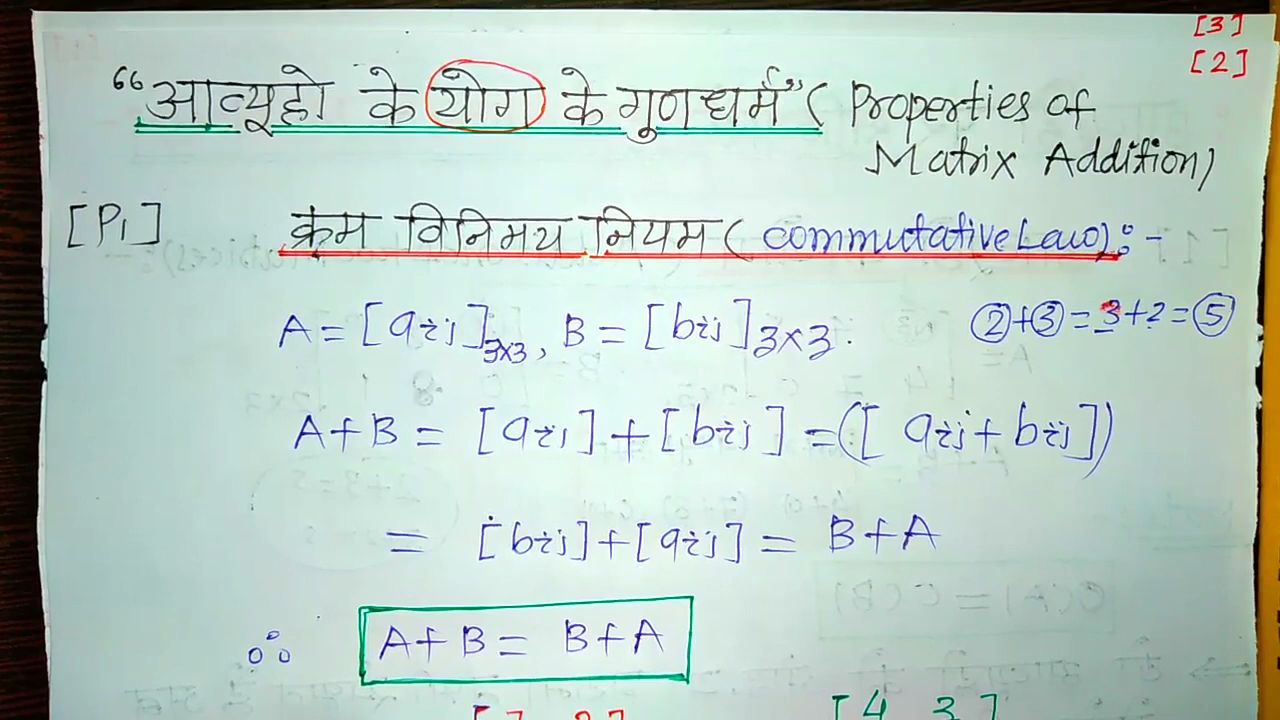 [3]
[2]
“आव्यूहो के योग के गुणधर्म” ( Properties of
Matrix Addition)
[P1] क्रम विनिमय नियम ( Commutative Law) :-
A = [aij]3×3, B = [bij]3×3. ②+③=3+2=⑤
A+B = [aij] + [bij] = ([ aij + bij ])
= [bij] + [aij] = B+A
∴ A+B = B+A
[4 3]